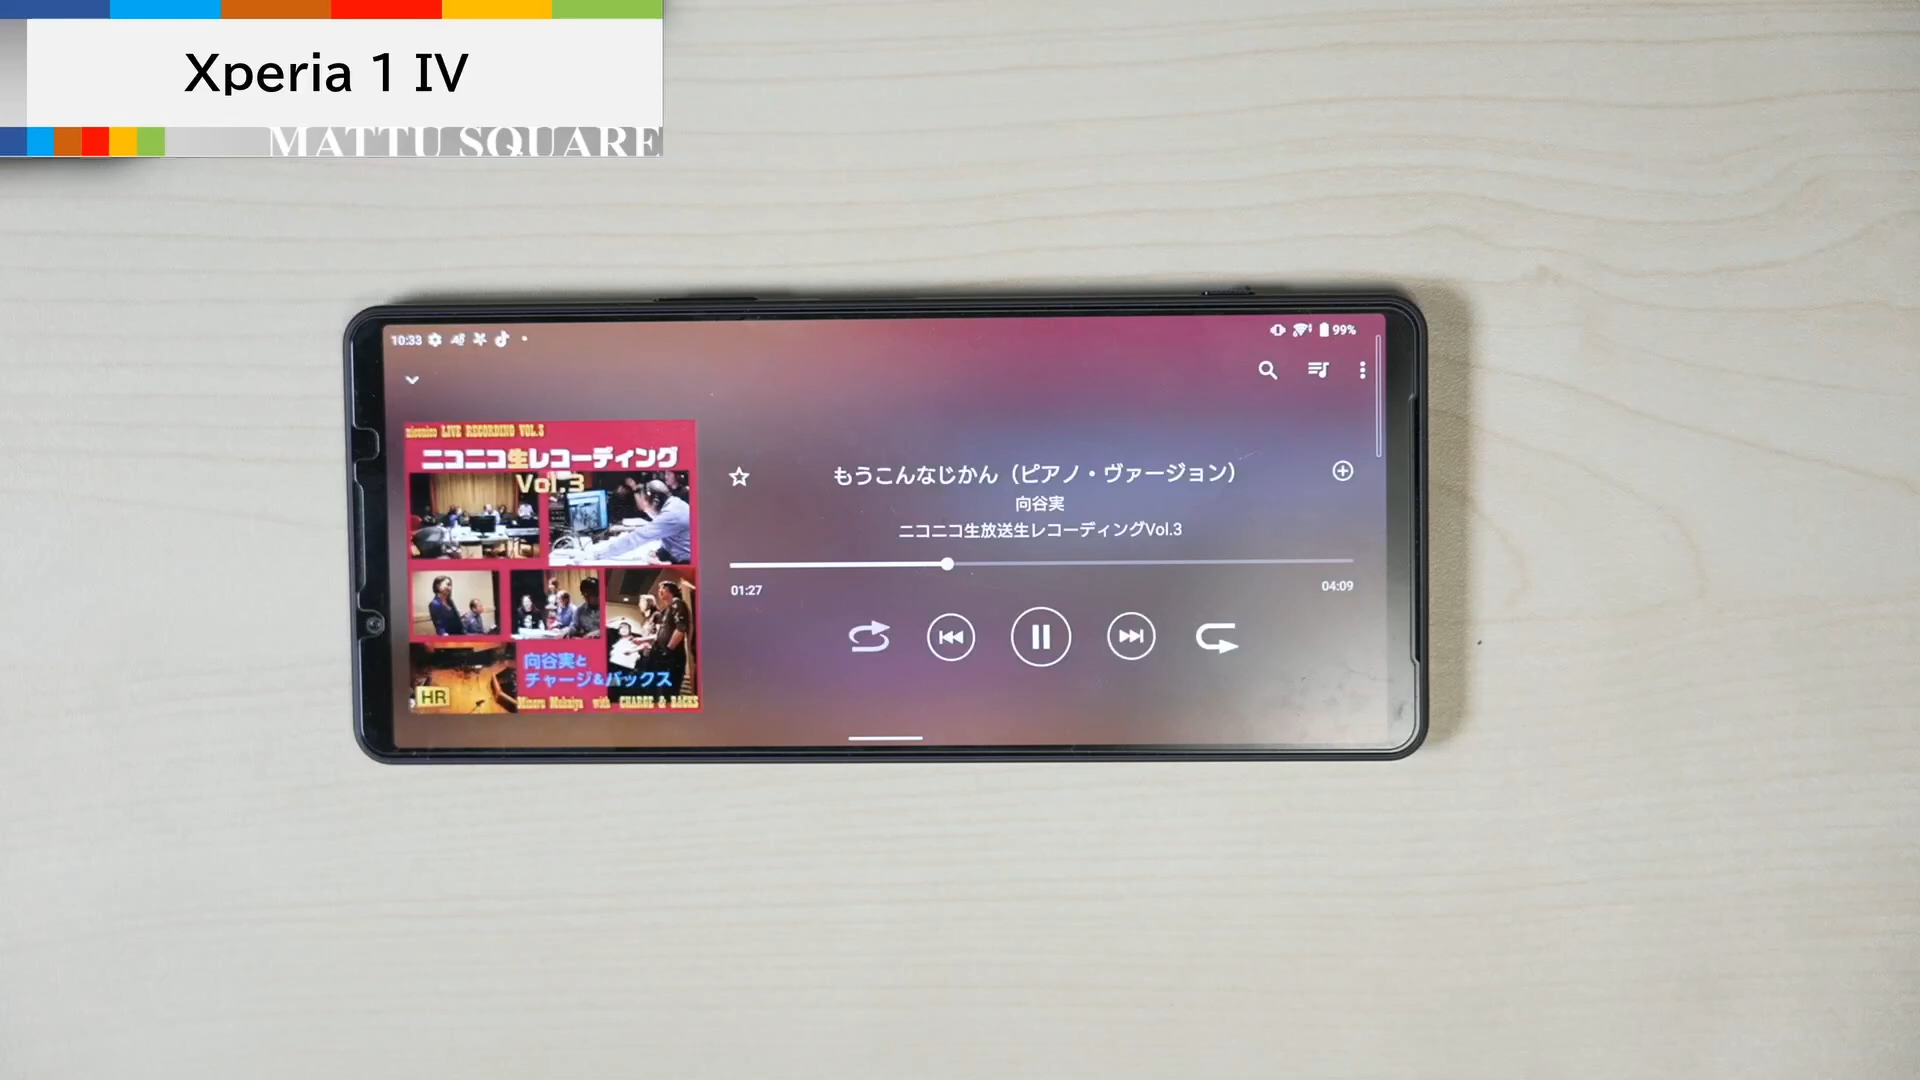 Xperia 1 IV
MATTU SQUARE
10:33
99%
niconico LIVE RECORDING VOL.3
ニコニコ生レコーディング
Vol.3
向谷実と
チャージ&バックス
HR
Minoru Mukaiya with CHARGE & BACKS
もうこんなじかん（ピアノ・ヴァージョン）
向谷実
ニコニコ生放送生レコーディングVol.3
01:27
04:09